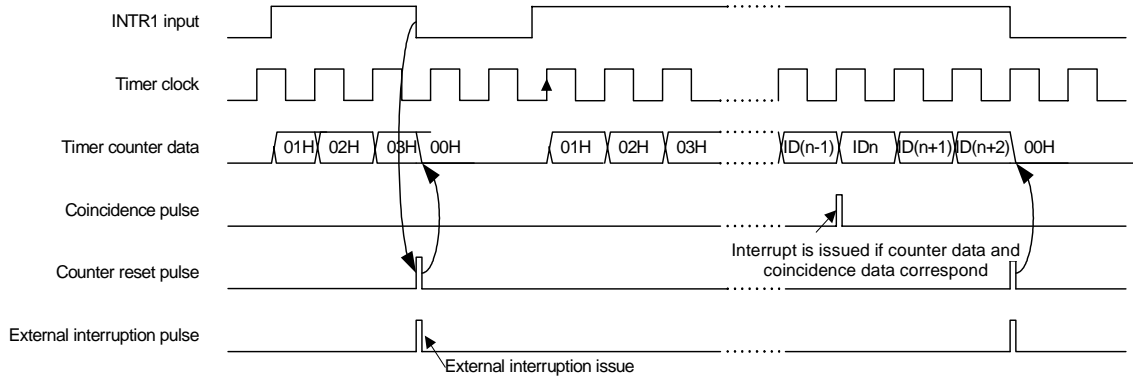 INTR1 input
Timer clock
Timer counter data
01H 02H 03H 00H 01H 02H 03H ID(n-1) IDn ID(n+1) ID(n+2) 00H
Coincidence pulse
Interrupt is issued if counter data and
coincidence data correspond
Counter reset pulse
External interruption pulse
External interruption issue